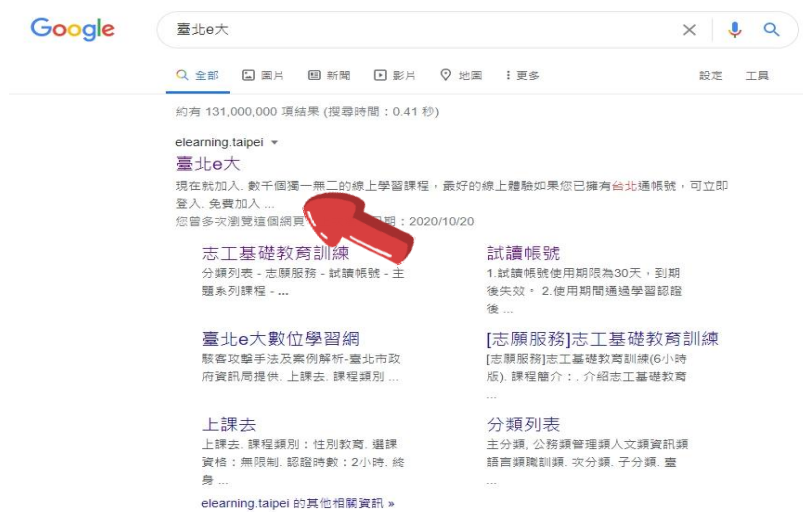 Google
臺北e大
全部 圖片 新聞 影片 地圖 更多 設定 工具
約有 131,000,000 項結果 (搜尋時間:0.41 秒)
elearning.taipei
臺北e大
現在就加入. 數千個獨一無二的線上學習課程,最好的線上體驗如果您已擁有台北通帳號,可立即
登入. 免費加入 ...
您曾多次瀏覽這個網頁 日期:2020/10/20
志工基礎教育訓練
分類列表 - 志願服務 - 試讀帳號 - 主
題系列課程 - ...
試讀帳號
1.試讀帳號使用期限為30天,到期
後失效。 2.使用期間通過學習認證
後 ...
臺北e大數位學習網
駭客攻擊手法及案例解析-臺北市政
府資訊局提供. 上課去. 課程類別 ...
[志願服務]志工基礎教育訓練
[志願服務]志工基礎教育訓練(6小時
版). 課程簡介:. 介紹志工基礎教育
...
上課去
上課去. 課程類別:性別教育. 選課
資格:無限制. 認證時數:2小時. 終
身 ...
分類列表
主分類, 公務類管理類人文類資訊類
語言類職訓類. 次分類. 子分類. 臺
...
elearning.taipei 的其他相關資訊 »